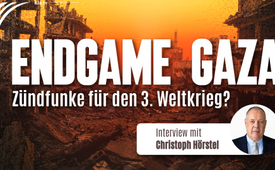 ENDGAME GAZA
Zündfunke für den 3. Weltkrieg?
Interview mit
Christoph Hörstel